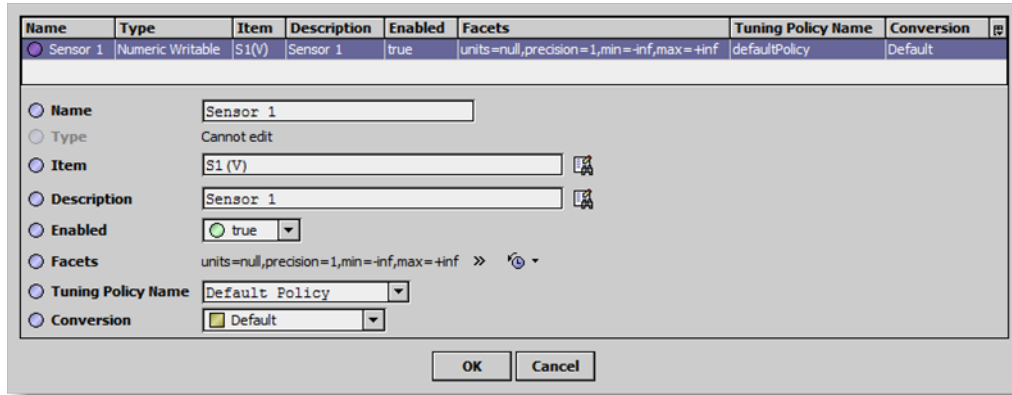 Name Type Item Description Enabled Facets Tuning Policy Name Conversion
Sensor 1 Numeric Writable S1(V) Sensor 1 true units=null,precision=1,min=-inf,max=+inf defaultPolicy Default
Name Sensor 1
Type Cannot edit
Item S1(V)
Description Sensor 1
Enabled true
Facets units=null,precision=1,min=-inf,max=+inf »
Tuning Policy Name Default Policy
Conversion Default
OK Cancel